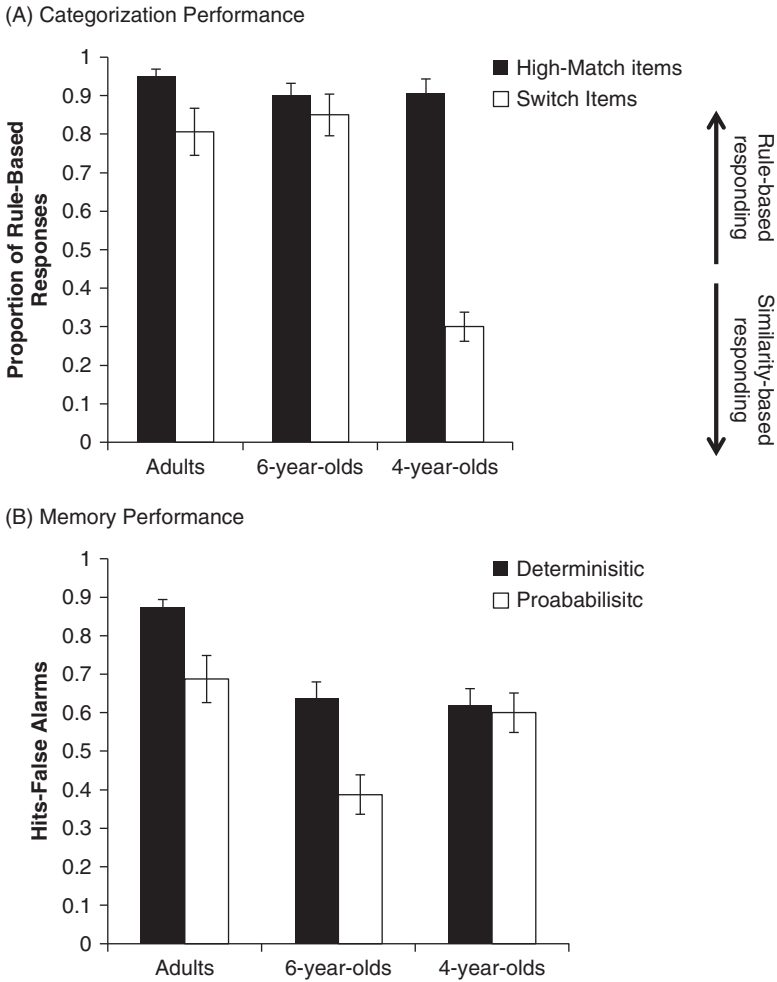 (A) Categorization Performance
Proportion of Rule-Based
Responses
1
0.9
0.8
0.7
0.6
0.5
0.4
0.3
0.2
0.1
0
Adults
6-year-olds
4-year-olds
High-Match items
Switch Items
Rule-based
responding
Similarity-based
responding
(B) Memory Performance
Hits-False Alarms
1
0.9
0.8
0.7
0.6
0.5
0.4
0.3
0.2
0.1
0
Adults
6-year-olds
4-year-olds
Determinisitic
Proababilisitc